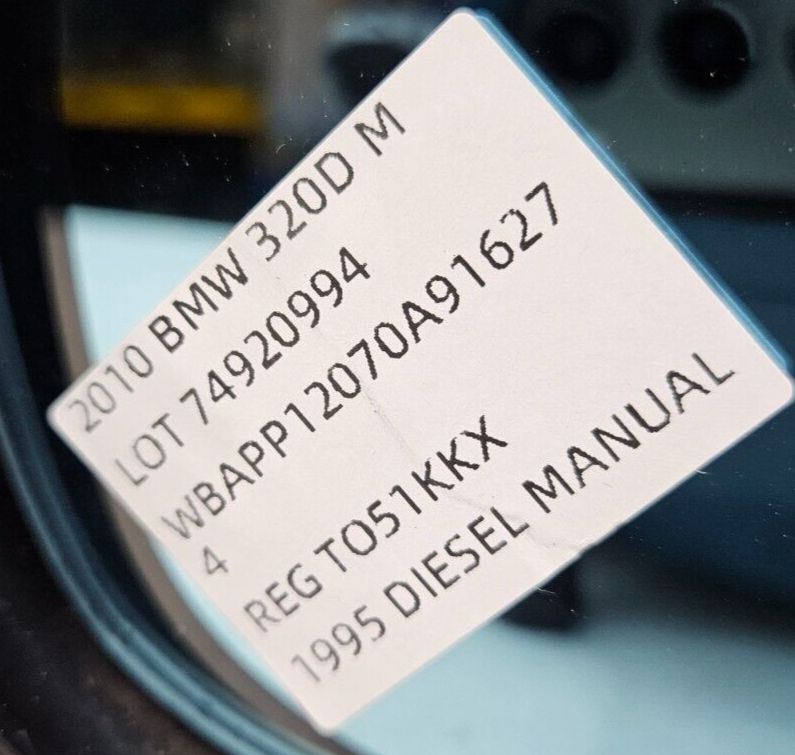 2010 BMW 320D M
LOT 74920994
WBAPP12070A91627
4
REG TO51KKX
1995 DIESEL MANUAL